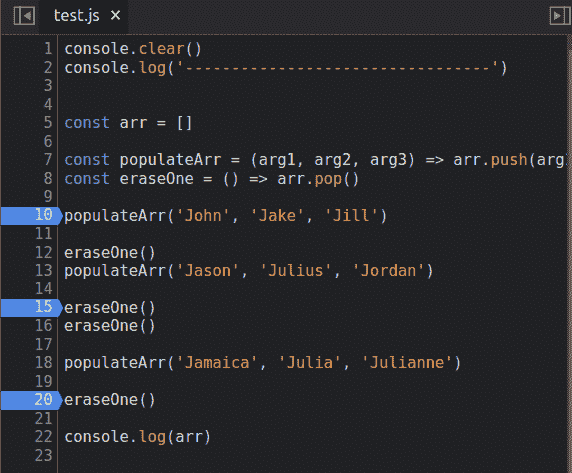 test.js ×
1 console.clear()
2 console.log('---------------------------------')
3
4
5 const arr = []
6
7 const populateArr = (arg1, arg2, arg3) => arr.push(arg1
8 const eraseOne = () => arr.pop()
9
10 populateArr('John', 'Jake', 'Jill')
11
12 eraseOne()
13 populateArr('Jason', 'Julius', 'Jordan')
14
15 eraseOne()
16 eraseOne()
17
18 populateArr('Jamaica', 'Julia', 'Julianne')
19
20 eraseOne()
21
22 console.log(arr)
23